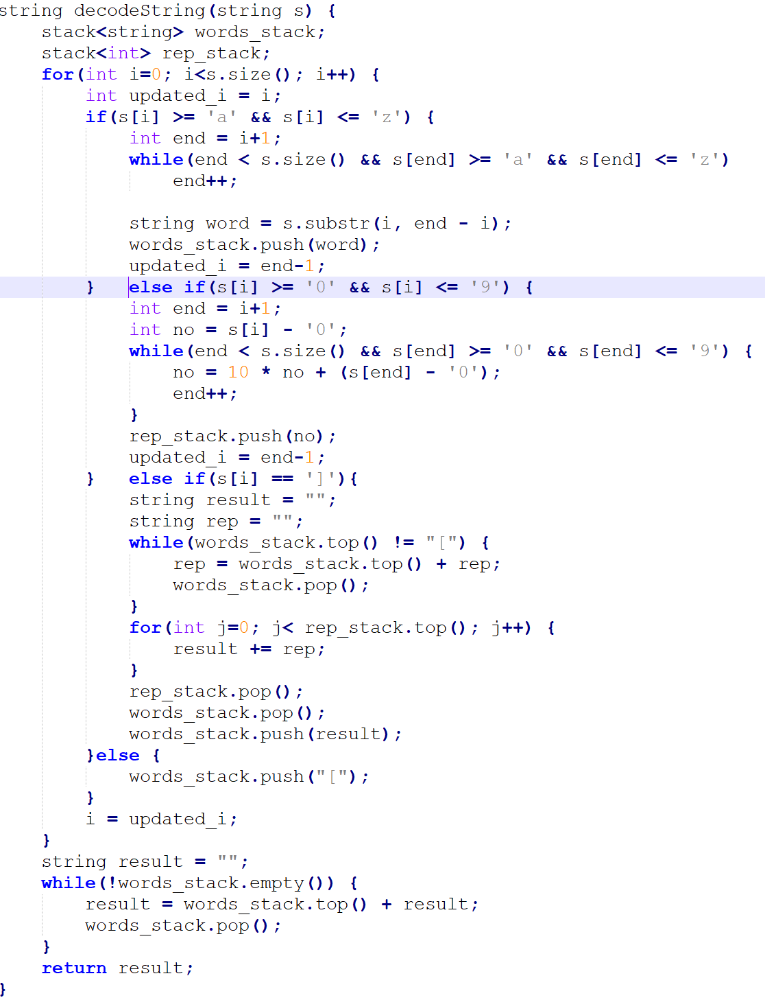 string decodeString(string s) {
    stack<string> words_stack;
    stack<int> rep_stack;
    for(int i=0; i<s.size(); i++) {
        int updated_i = i;
        if(s[i] >= 'a' && s[i] <= 'z') {
            int end = i+1;
            while(end < s.size() && s[end] >= 'a' && s[end] <= 'z')
                end++;

            string word = s.substr(i, end - i);
            words_stack.push(word);
            updated_i = end-1;
        }   else if(s[i] >= '0' && s[i] <= '9') {
            int end = i+1;
            int no = s[i] - '0';
            while(end < s.size() && s[end] >= '0' && s[end] <= '9') {
                no = 10 * no + (s[end] - '0');
                end++;
            }
            rep_stack.push(no);
            updated_i = end-1;
        }   else if(s[i] == ']'){
            string result = "";
            string rep = "";
            while(words_stack.top() != "[") {
                rep = words_stack.top() + rep;
                words_stack.pop();
            }
            for(int j=0; j< rep_stack.top(); j++) {
                result += rep;
            }
            rep_stack.pop();
            words_stack.pop();
            words_stack.push(result);
        }else {
            words_stack.push("[");
        }
        i = updated_i;
    }
    string result = "";
    while(!words_stack.empty()) {
        result = words_stack.top() + result;
        words_stack.pop();
    }
    return result;
}